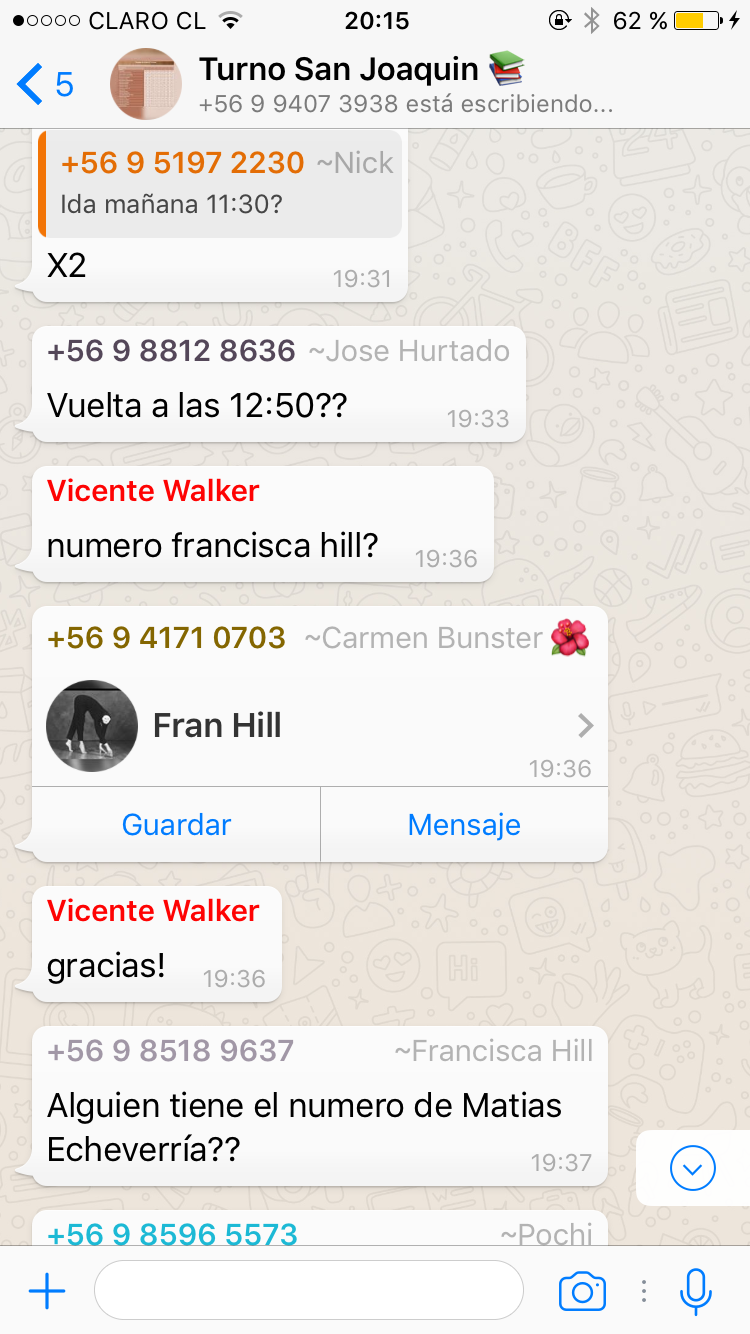 CLARO CL 20:15 62 %
5 Turno San Joaquin
+56 9 9407 3938 está escribiendo...
+56 9 5197 2230 ~Nick
Ida mañana 11:30?
X2 19:31
+56 9 8812 8636 ~Jose Hurtado
Vuelta a las 12:50?? 19:33
Vicente Walker
numero francisca hill? 19:36
+56 9 4171 0703 ~Carmen Bunster
Fran Hill
19:36
Guardar Mensaje
Vicente Walker
gracias! 19:36
+56 9 8518 9637 ~Francisca Hill
Alguien tiene el numero de Matias
Echeverría?? 19:37
+56 9 8596 5573 ~Pochi